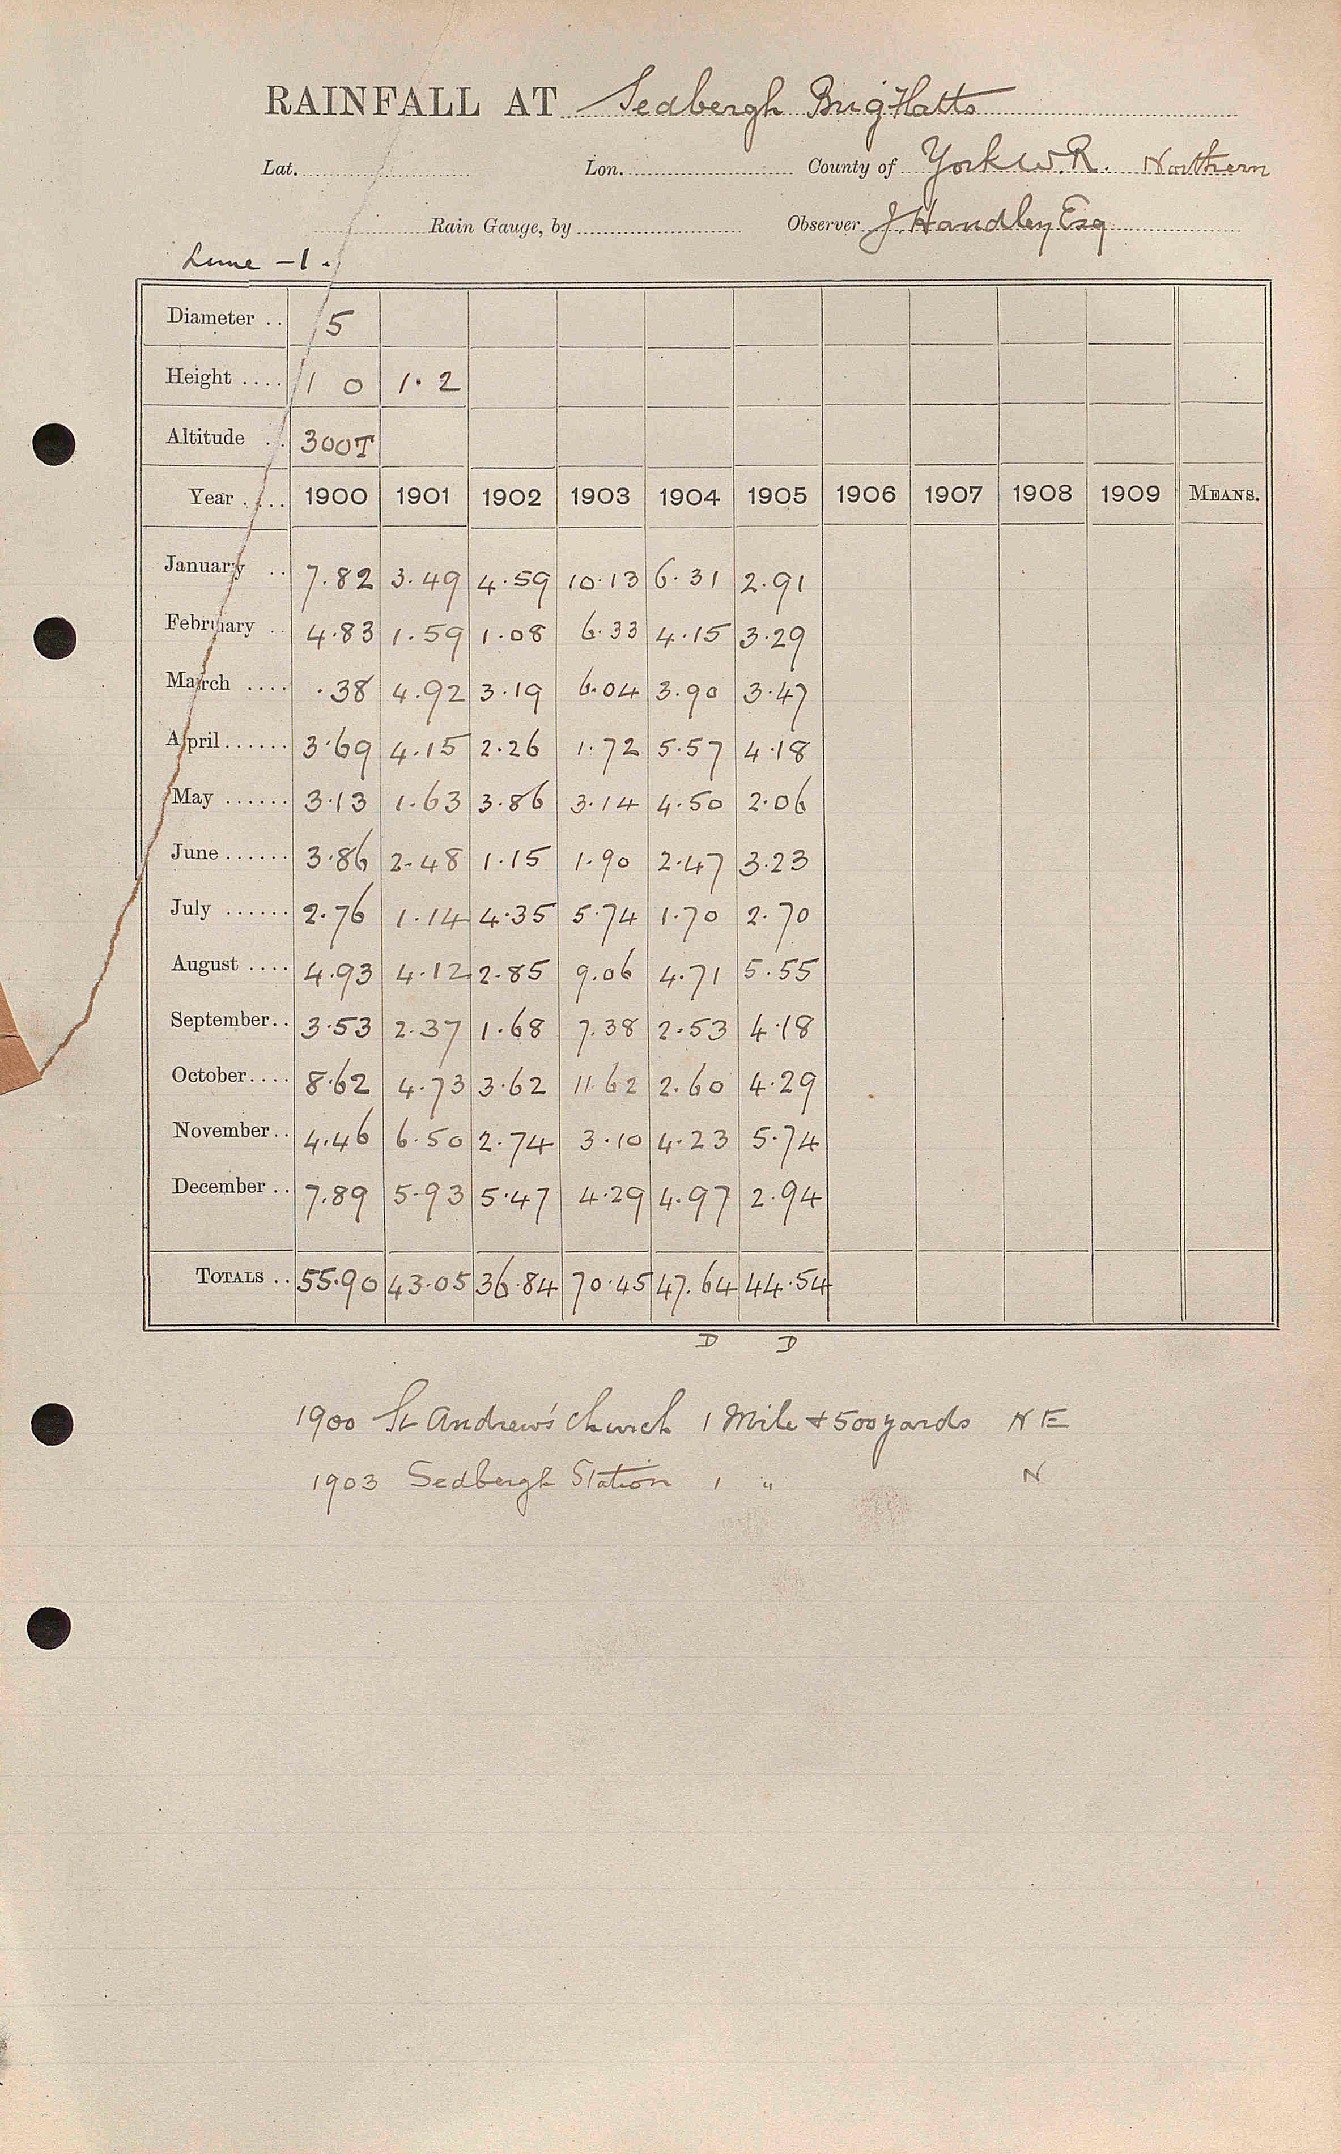 RAINFALL AT Sedbergh Brig Hatts
Lat. Lon. County of York W.R. Northern
Rain Gauge, by Observer J Handley Esq
Lune - 1.
Diameter .. 5
Height .... 1 0 1.2
Altitude .. 300T
Year .... 1900 1901 1902 1903 1904 1905 1906 1907 1908 1909 MEANS.
January .. 7.82 3.49 4.59 10.13 6.31 2.91
February .. 4.83 1.59 1.08 6.33 4.15 3.29
March .... .38 4.92 3.19 6.04 3.90 3.47
April...... 3.69 4.15 2.26 1.72 5.57 4.18
May ...... 3.13 1.63 3.86 3.14 4.50 2.06
June...... 3.86 2.48 1.15 1.90 2.47 3.23
July ...... 2.76 1.14 4.35 5.74 1.70 2.70
August .... 4.93 4.12 2.85 9.06 4.71 5.55
September.. 3.53 2.37 1.68 7.38 2.53 4.18
October.... 8.62 4.73 3.62 11.62 2.60 4.29
November.. 4.46 6.50 2.74 3.10 4.23 5.74
December .. 7.89 5.93 5.47 4.29 4.97 2.94
TOTALS .. 55.90 43.05 36.84 70.45 47.64 44.54
D D
1900 St Andrew's Church 1 Mile + 500 yards N E
1903 Sedbergh Station 1 " N